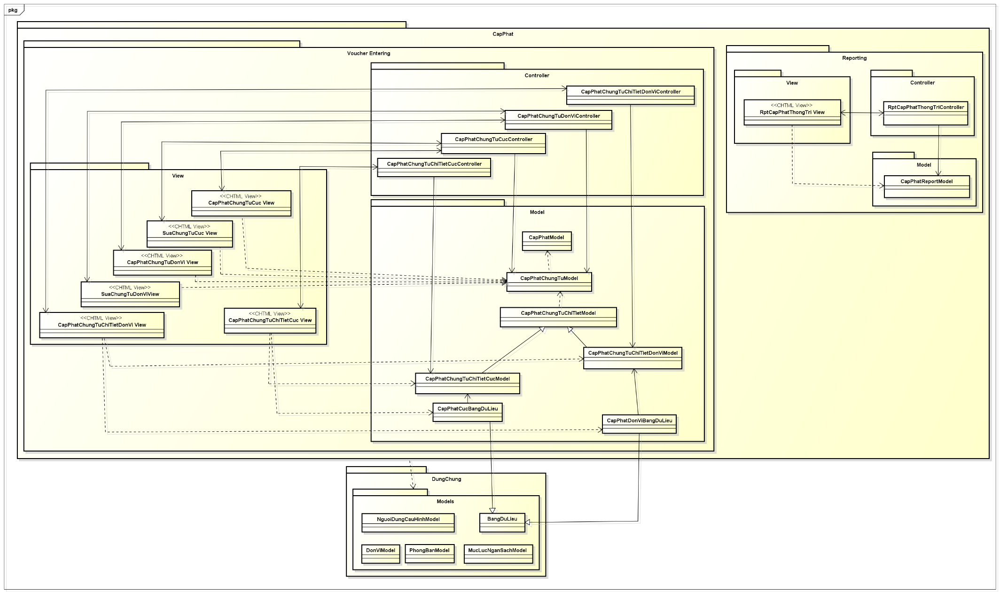 pkg
CapPhat
Voucher Entering
Controller
CapPhatChungTuChiTietDonViController
CapPhatChungTuDonViController
CapPhatChungTuCucController
CapPhatChungTuChiTietCucController
View
<<CHTML View>>
CapPhatChungTuCuc View
<<CHTML View>>
SuaChungTuCuc View
<<CHTML View>>
CapPhatChungTuDonVi View
<<CHTML View>>
SuaChungTuDonViView
<<CHTML View>>
CapPhatChungTuChiTietDonVi View
<<CHTML View>>
CapPhatChungTuChiTietCuc View
Model
CapPhatModel
CapPhatChungTuModel
CapPhatChungTuChiTietModel
CapPhatChungTuChiTietDonViModel
CapPhatChungTuChiTietCucModel
CapPhatCucBangDuLieu
CapPhatDonViBangDuLieu
Reporting
View
<<CHTML View>>
RptCapPhatThongTri View
Controller
RptCapPhatThongTriController
Model
CapPhatReportModel
DungChung
Models
NguoiDungCauHinhModel
BangDuLieu
DonViModel
PhongBanModel
MucLucNganSachModel